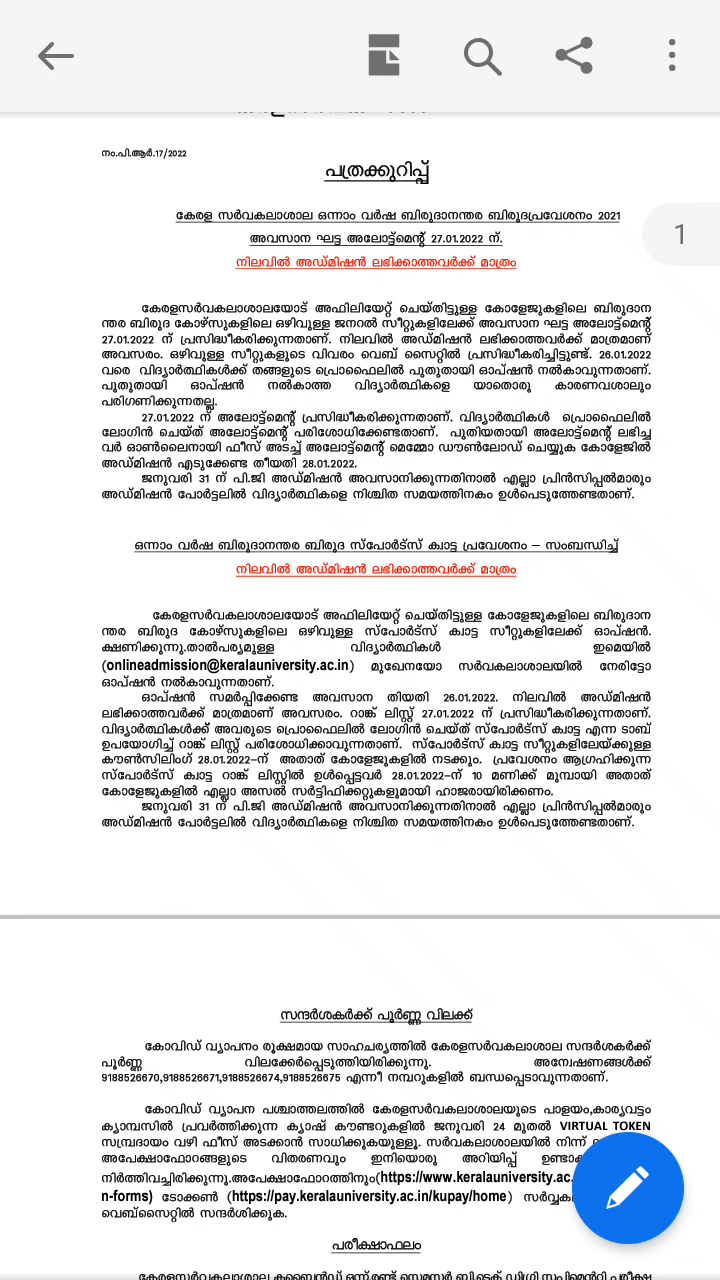 നം.പി.ആർ.17/2022
പത്രക്കുറിപ്പ്
1
കേരള സർവകലാശാല ഒന്നാം വർഷ ബിരുദാനന്തര ബിരുദപ്രവേശനം 2021
അവസാന ഘട്ട അലോട്ട്മെന്റ് 27.01.2022 ന്.
നിലവിൽ അഡ്മിഷൻ ലഭിക്കാത്തവർക്ക് മാത്രം
കേരളസർവകലാശാലയോട് അഫിലിയേറ്റ് ചെയ്തിട്ടുള്ള കോളേജുകളിലെ ബിരുദാന
ന്തര ബിരുദ കോഴ്സുകളിലെ ഒഴിവുള്ള ജനറൽ സീറ്റുകളിലേക്ക് അവസാന ഘട്ട അലോട്ട്മെന്റ്
27.01.2022 ന് പ്രസിദ്ധീകരിക്കുന്നതാണ്. നിലവിൽ അഡ്മിഷൻ ലഭിക്കാത്തവർക്ക് മാത്രമാണ്
അവസരം. ഒഴിവുള്ള സീറ്റുകളുടെ വിവരം വെബ് സൈറ്റിൽ പ്രസിദ്ധീകരിച്ചിട്ടുണ്ട്. 26.01.2022
വരെ വിദ്യാർത്ഥികൾക്ക് തങ്ങളുടെ പ്രൊഫൈലിൽ പുതുതായി ഓപ്ഷൻ നൽകാവുന്നതാണ്.
പുതുതായി ഓപ്ഷൻ നൽകാത്ത വിദ്യാർത്ഥികളെ യാതൊരു കാരണവശാലും
പരിഗണിക്കുന്നതല്ല.
27.01.2022 ന് അലോട്ട്മെന്റ് പ്രസിദ്ധീകരിക്കുന്നതാണ്. വിദ്യാർത്ഥികൾ പ്രൊഫൈലിൽ
ലോഗിൻ ചെയ്ത് അലോട്ട്മെന്റ് പരിശോധിക്കേണ്ടതാണ്. പുതിയതായി അലോട്ട്മെന്റ് ലഭിച്ച
വർ ഓൺലൈനായി ഫീസ് അടച്ച് അലോട്ട്മെന്റ് മെമ്മോ ഡൗൺലോഡ് ചെയ്യുക കോളേജിൽ
അഡ്മിഷൻ എടുക്കേണ്ട തീയതി 28.01.2022.
ജനുവരി 31 ന് പി.ജി അഡ്മിഷൻ അവസാനിക്കുന്നതിനാൽ എല്ലാ പ്രിൻസിപ്പൽമാരും
അഡ്മിഷൻ പോർട്ടലിൽ വിദ്യാർത്ഥികളെ നിശ്ചിത സമയത്തിനകം ഉൾപെടുത്തേണ്ടതാണ്.
ഒന്നാം വർഷ ബിരുദാനന്തര ബിരുദ സ്പോർട്സ് ക്വാട്ട പ്രവേശനം – സംബന്ധിച്ച്
നിലവിൽ അഡ്മിഷൻ ലഭിക്കാത്തവർക്ക് മാത്രം
കേരളസർവകലാശാലയോട് അഫിലിയേറ്റ് ചെയ്തിട്ടുള്ള കോളേജുകളിലെ ബിരുദാന
ന്തര ബിരുദ കോഴ്സുകളിലെ ഒഴിവുള്ള സ്പോർട്സ് ക്വാട്ട സീറ്റുകളിലേക്ക് ഓപ്ഷൻ.
ക്ഷണിക്കുന്നു.താൽപര്യമുള്ള വിദ്യാർത്ഥികൾ ഇമെയിൽ
(onlineadmission@keralauniversity.ac.in) മുഖേനയോ സർവകലാശാലയിൽ നേരിട്ടോ
ഓപ്ഷൻ നൽകാവുന്നതാണ്.
ഓപ്ഷൻ സമർപ്പിക്കേണ്ട അവസാന തിയതി 26.01.2022. നിലവിൽ അഡ്മിഷൻ
ലഭിക്കാത്തവർക്ക് മാത്രമാണ് അവസരം. റാങ്ക് ലിസ്റ്റ് 27.01.2022 ന് പ്രസിദ്ധീകരിക്കുന്നതാണ്.
വിദ്യാർത്ഥികൾക്ക് അവരുടെ പ്രൊഫൈലിൽ ലോഗിൻ ചെയ്ത് സ്പോർട്സ് ക്വാട്ട എന്ന ടാബ്
ഉപയോഗിച്ച് റാങ്ക് ലിസ്റ്റ് പരിശോധിക്കാവുന്നതാണ്. സ്പോർട്സ് ക്വാട്ട സീറ്റുകളിലേയ്ക്കുള്ള
കൗൺസിലിംഗ് 28.01.2022–ന് അതാത് കോളേജുകളിൽ നടക്കും. പ്രവേശനം ആഗ്രഹിക്കുന്ന
സ്പോർട്സ് ക്വാട്ട റാങ്ക് ലിസ്റ്റിൽ ഉൾപ്പെട്ടവർ 28.01.2022–ന് 10 മണിക്ക് മുമ്പായി അതാത്
കോളേജുകളിൽ എല്ലാ അസൽ സർട്ടിഫിക്കറ്റുകളുമായി ഹാജരായിരിക്കണം.
ജനുവരി 31 ന് പി.ജി അഡ്മിഷൻ അവസാനിക്കുന്നതിനാൽ എല്ലാ പ്രിൻസിപ്പൽമാരും
അഡ്മിഷൻ പോർട്ടലിൽ വിദ്യാർത്ഥികളെ നിശ്ചിത സമയത്തിനകം ഉൾപെടുത്തേണ്ടതാണ്.
സന്ദർശകർക്ക് പൂർണ്ണ വിലക്ക്
കോവിഡ് വ്യാപനം രൂക്ഷമായ സാഹചര്യത്തിൽ കേരളസർവകലാശാല സന്ദർശകർക്ക്
പൂർണ്ണ വിലക്കേർപ്പെടുത്തിയിരിക്കുന്നു. അന്വേഷണങ്ങൾക്ക്
9188526670,9188526671,9188526674,9188526675 എന്നീ നമ്പറുകളിൽ ബന്ധപ്പെടാവുന്നതാണ്.
കോവിഡ് വ്യാപന പശ്ചാത്തലത്തിൽ കേരളസർവകലാശാലയുടെ പാളയം,കാര്യവട്ടം
ക്യാമ്പസിൽ പ്രവർത്തിക്കുന്ന ക്യാഷ് കൗണ്ടറുകളിൽ ജനുവരി 24 മുതൽ VIRTUAL TOKEN
സമ്പ്രദായം വഴി ഫീസ് അടക്കാൻ സാധിക്കുകയുള്ളൂ. സർവകലാശാലയിൽ നിന്ന്
അപേക്ഷാഫോറങ്ങളുടെ വിതരണവും ഇനിയൊരു അറിയിപ്പ്
നിർത്തിവച്ചിരിക്കുന്നു.അപേക്ഷാഫോറത്തിനും(https://www.keralauniversity.ac.
n-forms) ടോക്കൺ (https://pay.keralauniversity.ac.in/kupay/home)
വെബ്സൈറ്റിൽ സന്ദർശിക്കുക.
പരീക്ഷാഫലം